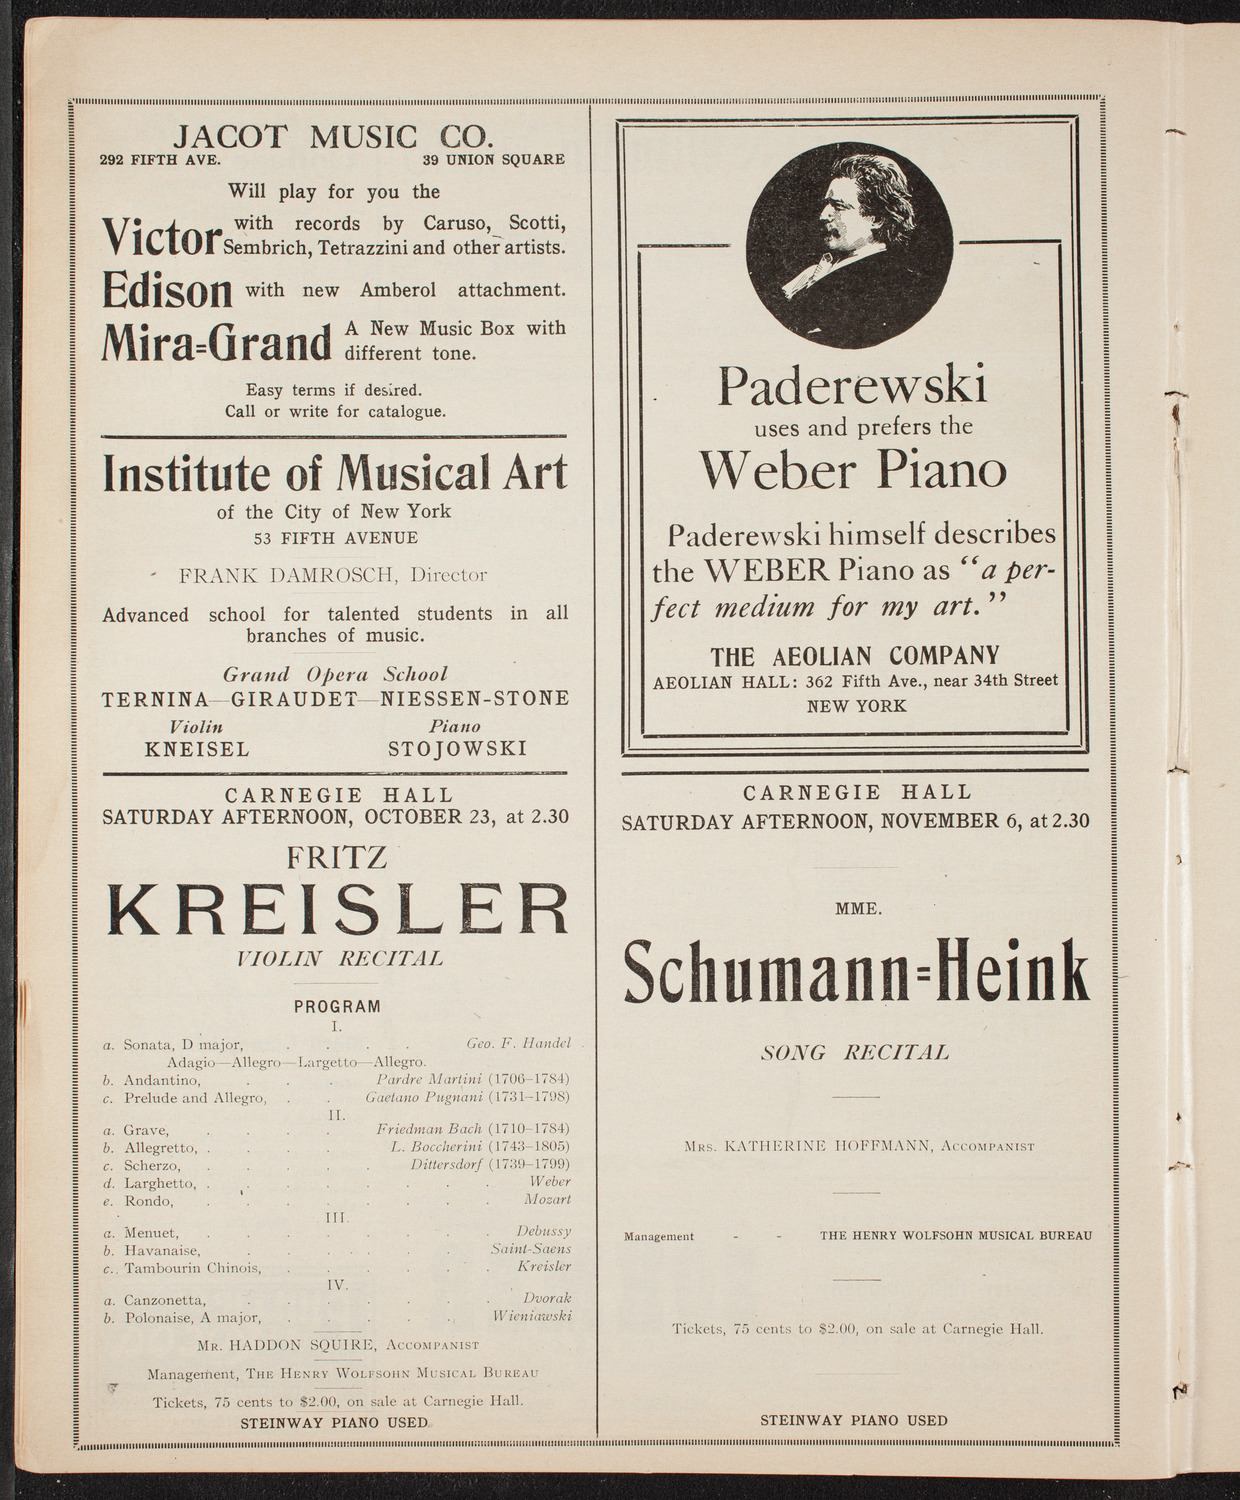 JACOT MUSIC CO.
292 FIFTH AVE. 39 UNION SQUARE
Will play for you the
Victor with records by Caruso, Scotti,
Sembrich, Tetrazzini and other artists.
Edison with new Amberol attachment.
Mira=Grand A New Music Box with
different tone.
Easy terms if desired.
Call or write for catalogue.
Institute of Musical Art
of the City of New York
53 FIFTH AVENUE
FRANK DAMROSCH, Director
Advanced school for talented students in all
branches of music.
Grand Opera School
TERNINA—GIRAUDET—NIESSEN-STONE
Violin Piano
KNEISEL STOJOWSKI
CARNEGIE HALL
SATURDAY AFTERNOON, OCTOBER 23, at 2.30
FRITZ
KREISLER
VIOLIN RECITAL
PROGRAM
I.
a. Sonata, D major, . . . . Geo. F. Handel
Adagio—Allegro—Largetto—Allegro.
b. Andantino, . . . Pardre Martini (1706–1784)
c. Prelude and Allegro, . . Gaetano Pugnani (1731–1798)
II.
a. Grave, . . . . Friedman Bach (1710–1784)
b. Allegretto, . . . . . L. Boccherini (1743–1805)
c. Scherzo, . . . . . Dittersdorf (1739–1799)
d. Larghetto, . . . . . . . . Weber
e. Rondo, . . . . . . . . Mozart
III.
a. Menuet, . . . . . . . . Debussy
b. Havanaise, . . . . . . Saint-Saens
c. Tambourin Chinois, . . . . . . Kreisler
IV.
a. Canzonetta, . . . . . . . Dvorak
b. Polonaise, A major, . . . . . Wieniawski
MR. HADDON SQUIRE, ACCOMPANIST
Management, THE HENRY WOLFSOHN MUSICAL BUREAU
Tickets, 75 cents to $2.00, on sale at Carnegie Hall.
STEINWAY PIANO USED.
Paderewski
uses and prefers the
Weber Piano
Paderewski himself describes
the WEBER Piano as "a per-
fect medium for my art."
THE AEOLIAN COMPANY
AEOLIAN HALL: 362 Fifth Ave., near 34th Street
NEW YORK
CARNEGIE HALL
SATURDAY AFTERNOON, NOVEMBER 6, at 2.30
MME.
Schumann=Heink
SONG RECITAL
MRS. KATHERINE HOFFMANN, ACCOMPANIST
Management - - THE HENRY WOLFSOHN MUSICAL BUREAU
Tickets, 75 cents to $2.00, on sale at Carnegie Hall.
STEINWAY PIANO USED